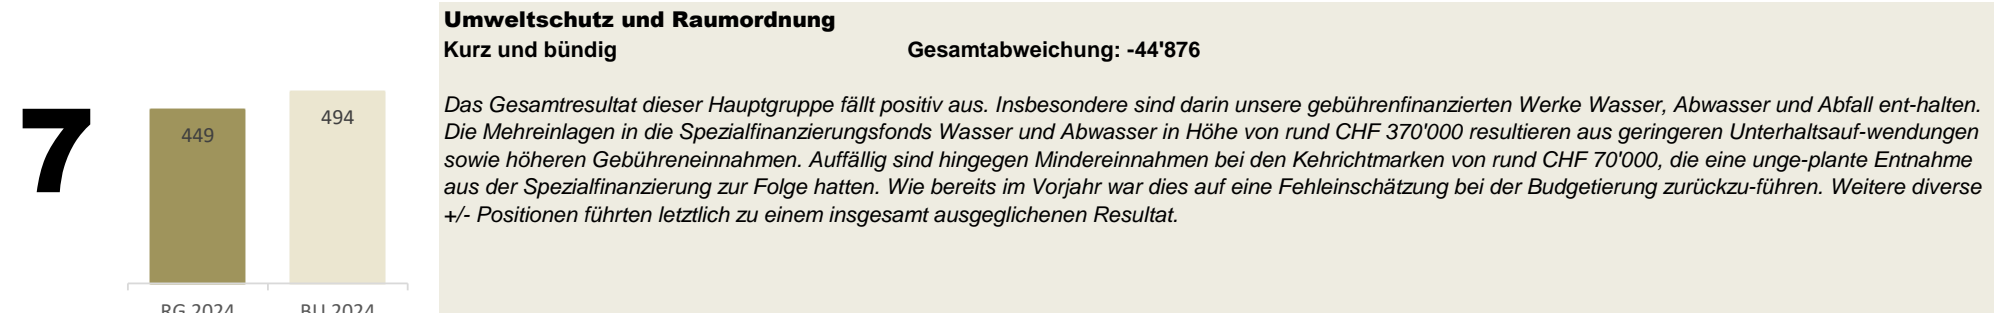 Umweltschutz und Raumordnung
Kurz und bündig Gesamtabweichung: -44'876
7
449
494
RG 2024
BU 2024
Das Gesamtresultat dieser Hauptgruppe fällt positiv aus. Insbesondere sind darin unsere gebührenfinanzierten Werke Wasser, Abwasser und Abfall ent-halten.
Die Mehreinlagen in die Spezialfinanzierungsfonds Wasser und Abwasser in Höhe von rund CHF 370'000 resultieren aus geringeren Unterhaltsauf-wendungen
sowie höheren Gebühreneinnahmen. Auffällig sind hingegen Mindereinnahmen bei den Kehrichtmarken von rund CHF 70'000, die eine unge-plante Entnahme
aus der Spezialfinanzierung zur Folge hatten. Wie bereits im Vorjahr war dies auf eine Fehleinschätzung bei der Budgetierung zurückzu-führen. Weitere diverse
+/- Positionen führten letztlich zu einem insgesamt ausgeglichenen Resultat.